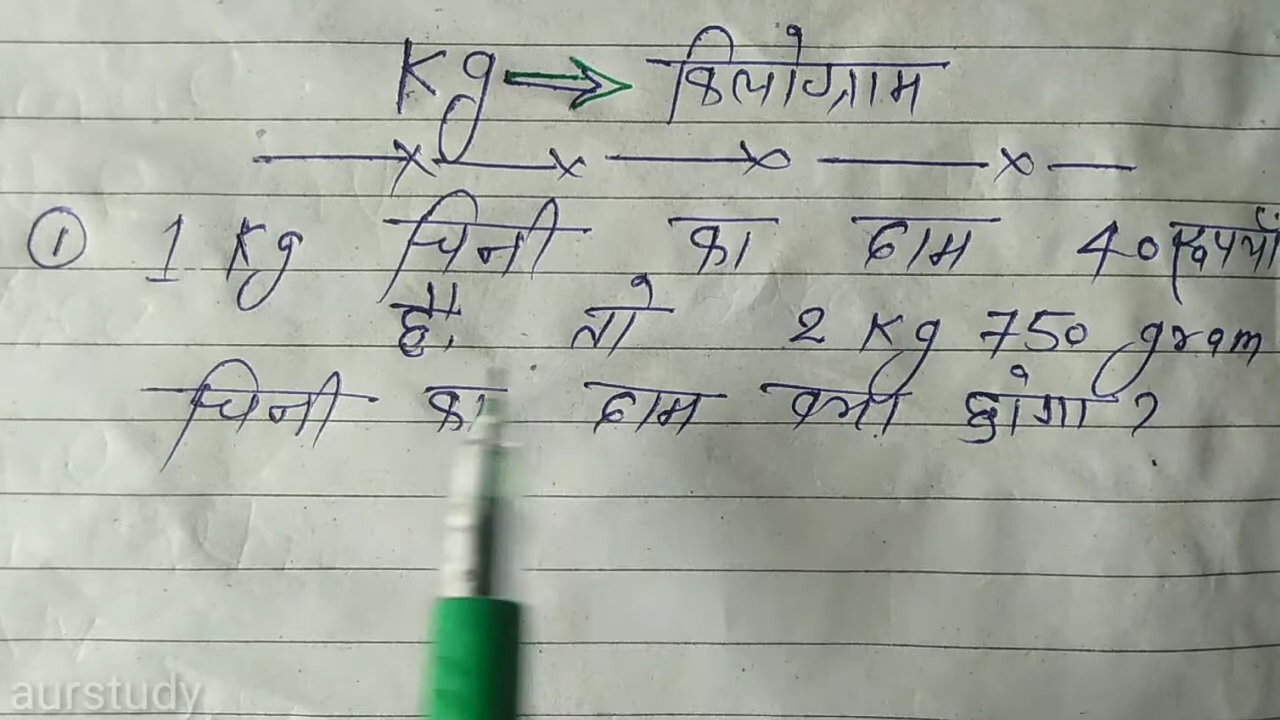 Kg → किलोग्राम
① 1 Kg चिनी का दाम 40 रूपयाँ
है। तो 2 Kg 750 gram
चिनी का दाम क्या होगा ?
aurstudy